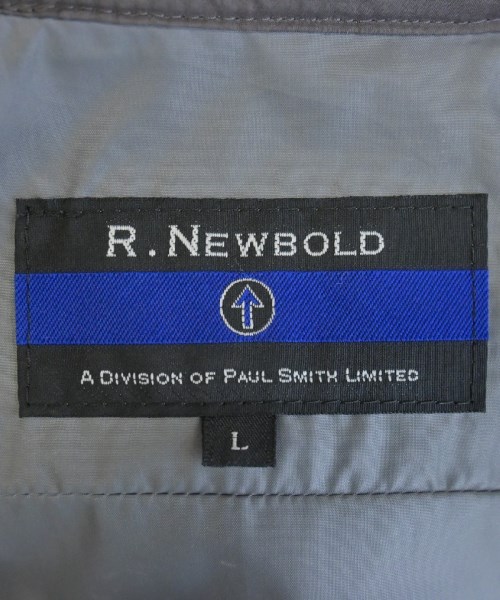 R. NEWBOLD
A DIVISION OF PAUL SMITH LIMITED
L